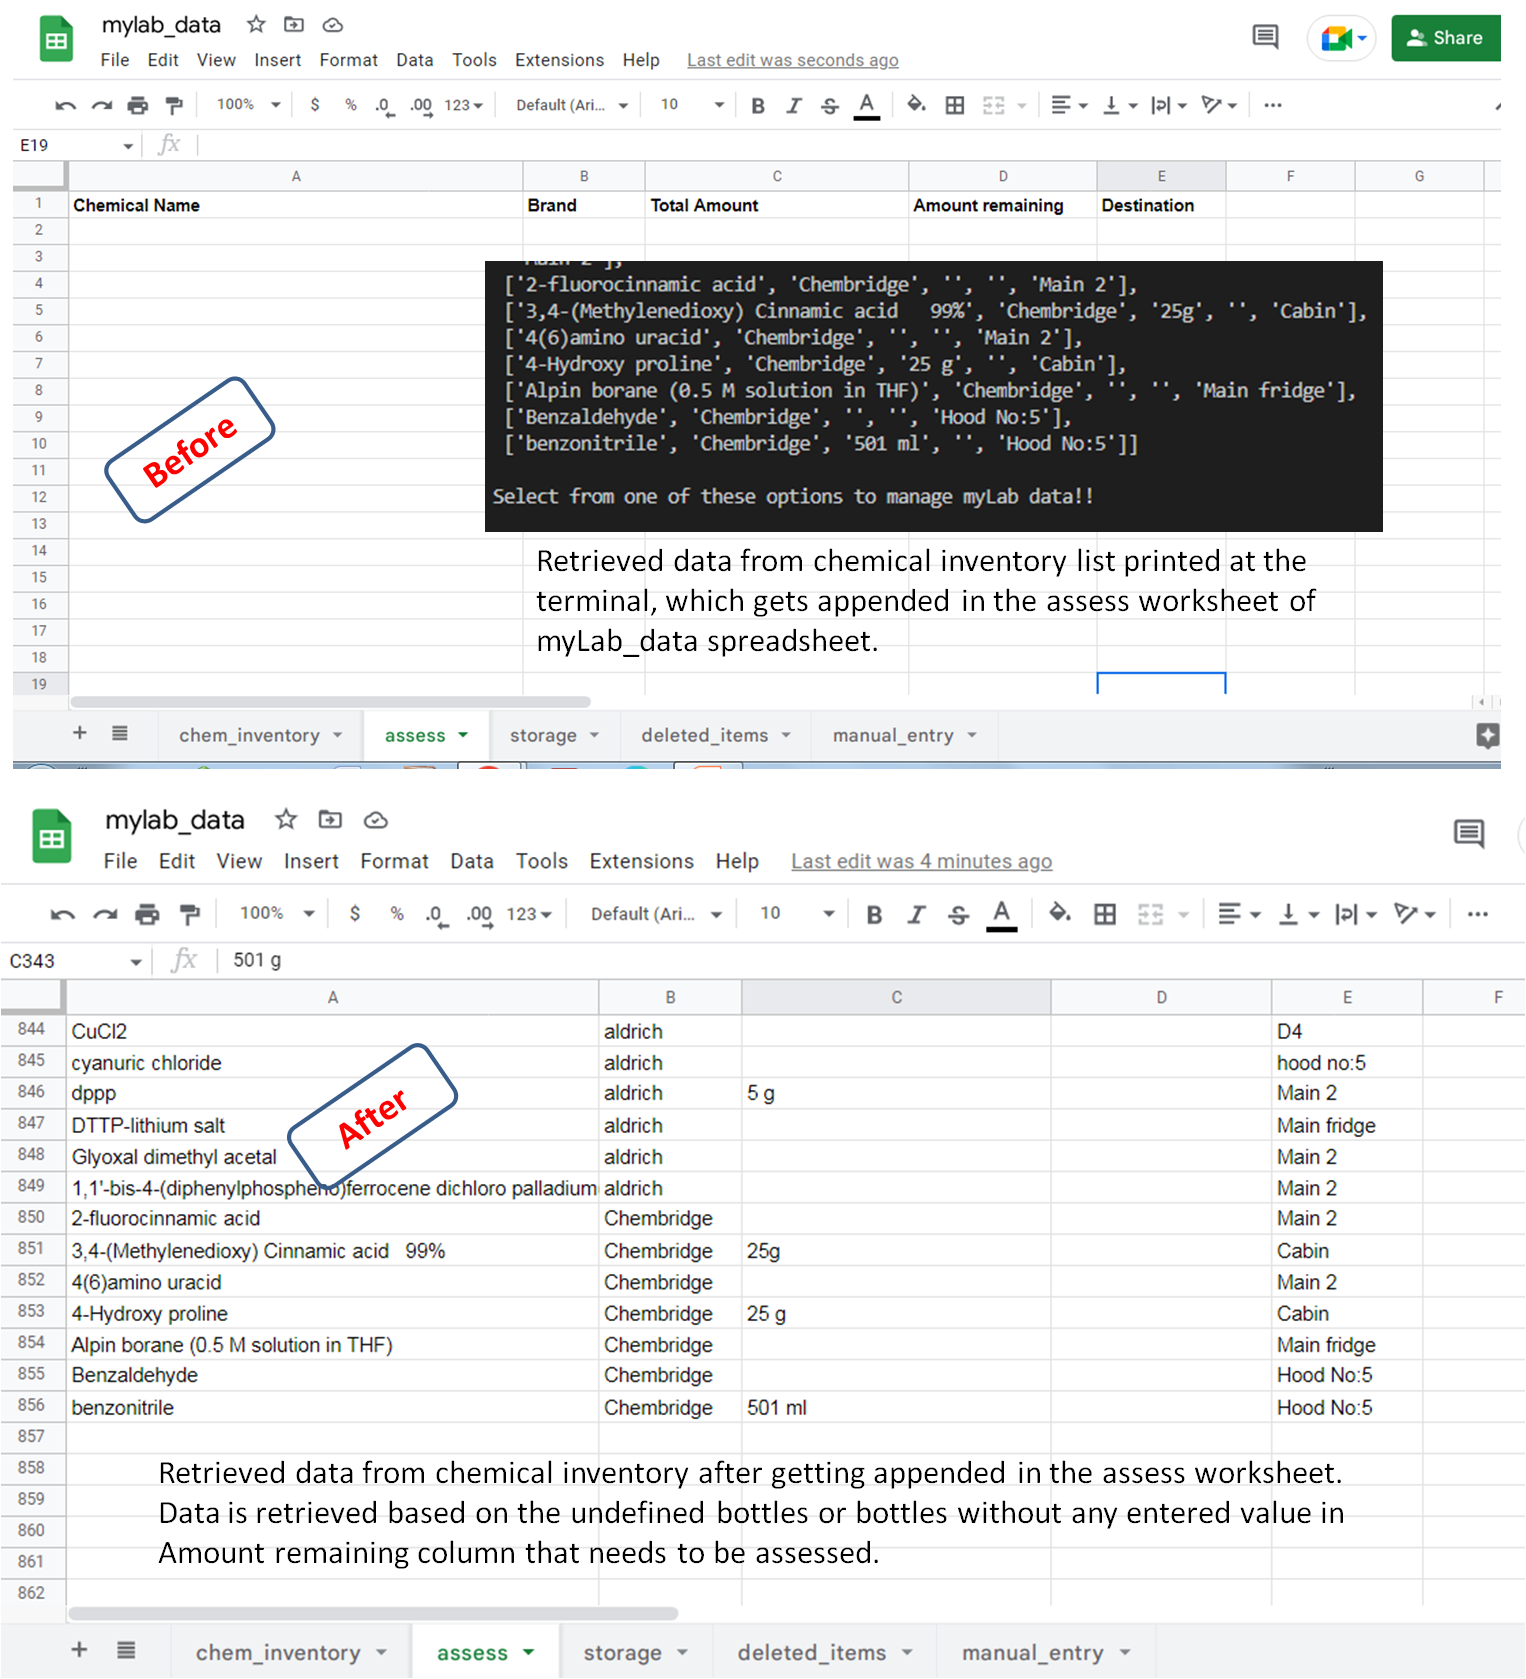 mylab_data
File Edit View Insert Format Data Tools Extensions Help Last edit was seconds ago
Share
100% $ % .0 .00 123 Default (Ari... 10 B I S A ...
E19 fx
A B C D E F G
1 Chemical Name Brand Total Amount Amount remaining Destination
2
3
4
5
6
7
8
9
10
11
12
13
14
15
16
17
18
19
Before
Main 2'],
['2-fluorocinnamic acid', 'Chembridge', '', '', 'Main 2'],
['3,4-(Methylenedioxy) Cinnamic acid   99%', 'Chembridge', '25g', '', 'Cabin'],
['4(6)amino uracid', 'Chembridge', '', '', 'Main 2'],
['4-Hydroxy proline', 'Chembridge', '25 g', '', 'Cabin'],
['Alpin borane (0.5 M solution in THF)', 'Chembridge', '', '', 'Main fridge'],
['Benzaldehyde', 'Chembridge', '', '', 'Hood No:5'],
['benzonitrile', 'Chembridge', '501 ml', '', 'Hood No:5']]
Select from one of these options to manage myLab data!!
Retrieved data from chemical inventory list printed at the
terminal, which gets appended in the assess worksheet of
myLab_data spreadsheet.
+ chem_inventory assess storage deleted_items manual_entry
mylab_data
File Edit View Insert Format Data Tools Extensions Help Last edit was 4 minutes ago
100% $ % .0 .00 123 Default (Ari... 10 B I S A ...
C343 fx 501 g
A B C D E F
844 CuCl2 aldrich D4
845 cyanuric chloride aldrich hood no:5
846 dppp aldrich 5 g Main 2
847 DTTP-lithium salt aldrich Main fridge
848 Glyoxal dimethyl acetal aldrich Main 2
849 1,1'-bis-4-(diphenylphospheno)ferrocene dichloro palladium aldrich Main 2
850 2-fluorocinnamic acid Chembridge Main 2
851 3,4-(Methylenedioxy) Cinnamic acid   99% Chembridge 25g Cabin
852 4(6)amino uracid Chembridge Main 2
853 4-Hydroxy proline Chembridge 25 g Cabin
854 Alpin borane (0.5 M solution in THF) Chembridge Main fridge
855 Benzaldehyde Chembridge Hood No:5
856 benzonitrile Chembridge 501 ml Hood No:5
857
858
859
860
861
862
After
Retrieved data from chemical inventory after getting appended in the assess worksheet.
Data is retrieved based on the undefined bottles or bottles without any entered value in
Amount remaining column that needs to be assessed.
+ chem_inventory assess storage deleted_items manual_entry